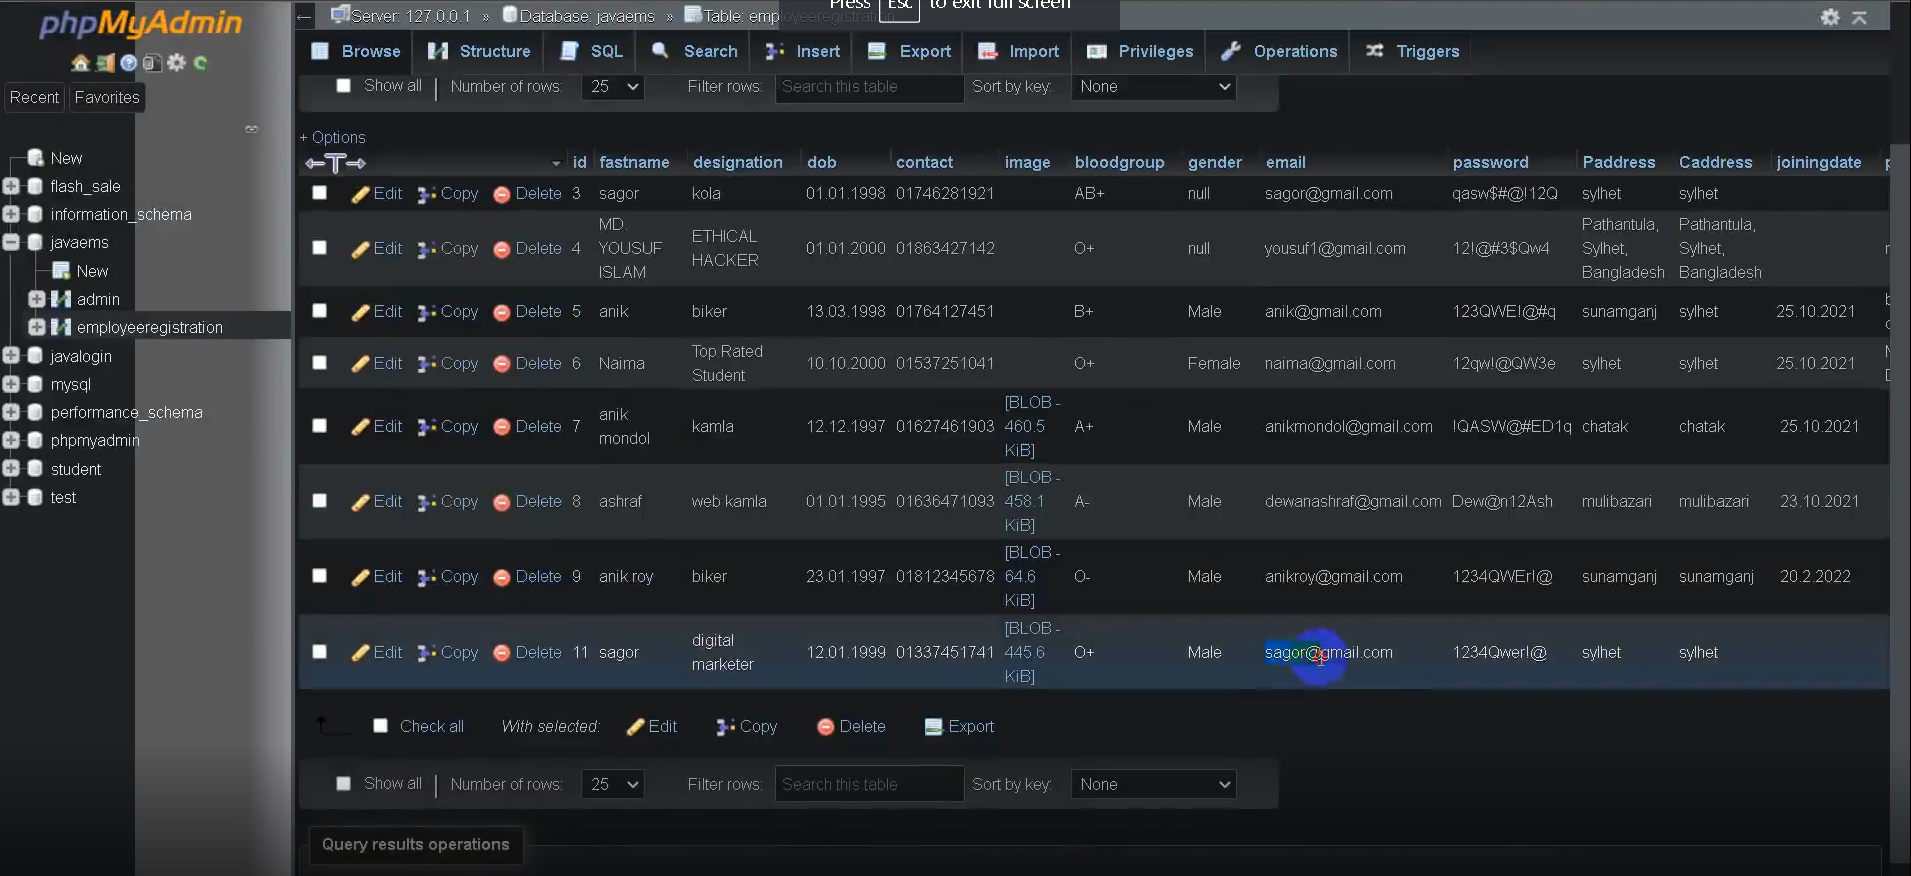 phpMyAdmin
Recent Favorites
New
flash_sale
information_schema
javaems
New
admin
employeeregistration
javalogin
mysql
performance_schema
phpmyadmin
student
test
Press Esc to exit full screen
Server: 127.0.0.1 » Database: javaems » Table: employeeregistration
Browse Structure SQL Search Insert Export Import Privileges Operations Triggers
Show all Number of rows: 25 Filter rows: Search this table Sort by key: None
+ Options
id fastname designation dob contact image bloodgroup gender email password Paddress Caddress joiningdate p
Edit Copy Delete 3 sagor kola 01.01.1998 01746281921 AB+ null sagor@gmail.com qasw$#@!12Q sylhet sylhet
Edit Copy Delete 4 MD. YOUSUF ISLAM ETHICAL HACKER 01.01.2000 01863427142 O+ null yousuf1@gmail.com 12!@#3$Qw4 Pathantula, Sylhet, Bangladesh Pathantula, Sylhet, Bangladesh
Edit Copy Delete 5 anik biker 13.03.1998 01764127451 B+ Male anik@gmail.com 123QWE!@#q sunamganj sylhet 25.10.2021
Edit Copy Delete 6 Naima Top Rated Student 10.10.2000 01537251041 O+ Female naima@gmail.com 12qw!@QW3e sylhet sylhet 25.10.2021
Edit Copy Delete 7 anik mondol kamla 12.12.1997 01627461903 [BLOB - 460.5 KiB] A+ Male anikmondol@gmail.com !QASW@#ED1q chatak chatak 25.10.2021
Edit Copy Delete 8 ashraf web kamla 01.01.1995 01636471093 [BLOB - 458.1 KiB] A- Male dewanashraf@gmail.com Dew@n12Ash mulibazari mulibazari 23.10.2021
Edit Copy Delete 9 anik roy biker 23.01.1997 01812345678 [BLOB - 64.6 KiB] O- Male anikroy@gmail.com 1234QWEr!@ sunamganj sunamganj 20.2.2022
Edit Copy Delete 11 sagor digital marketer 12.01.1999 01337451741 [BLOB - 445.6 KiB] O+ Male sagor@gmail.com 1234Qwer!@ sylhet sylhet
Check all With selected: Edit Copy Delete Export
Show all Number of rows: 25 Filter rows: Search this table Sort by key: None
Query results operations